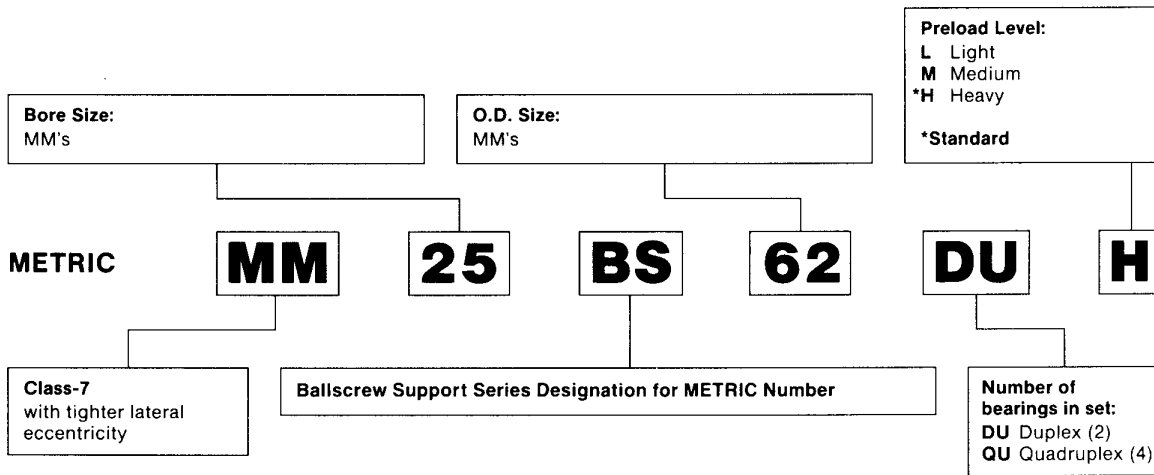 Preload Level:
L Light
M Medium
*H Heavy
*Standard
Bore Size:
MM's
O.D. Size:
MM's
METRIC MM 25 BS 62 DU H
Class-7
with tighter lateral
eccentricity
Ballscrew Support Series Designation for METRIC Number
Number of
bearings in set:
DU Duplex (2)
QU Quadruplex (4)